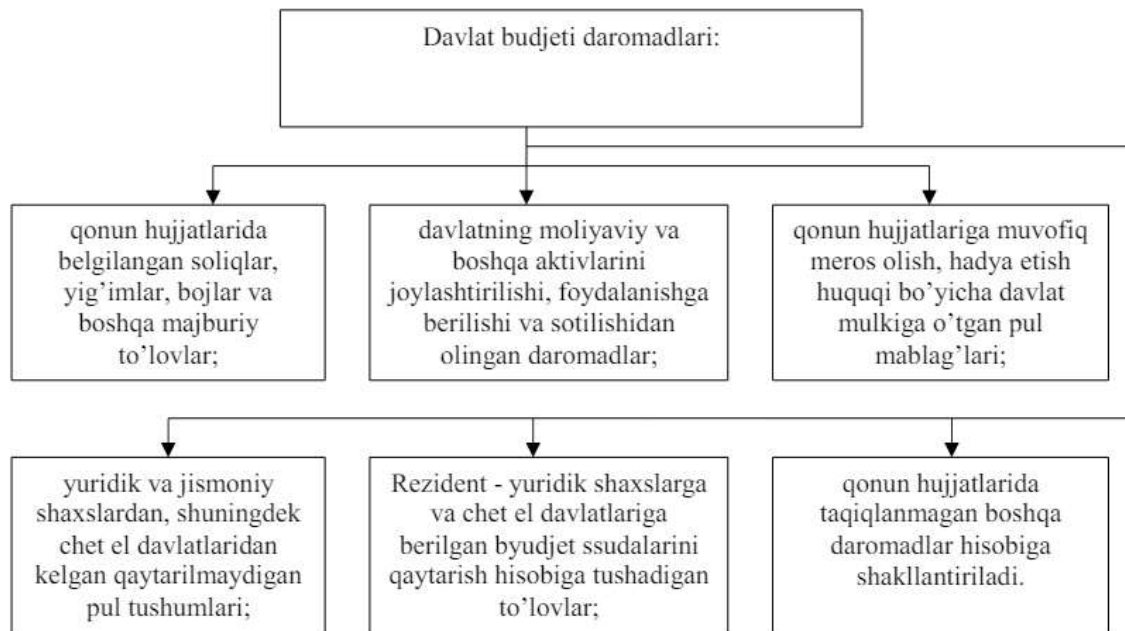 Davlat budjeti daromadlari:
qonun hujjatlarida
belgilangan soliqlar,
yig’imlar, bojlar va
boshqa majburiy
to’lovlar;
davlatning moliyaviy va
boshqa aktivlarini
joylashtirilishi, foydalanishga
berilishi va sotilishidan
olingan daromadlar;
qonun hujjatlariga muvofiq
meros olish, hadya etish
huquqi bo’yicha davlat
mulkiga o’tgan pul
mablag’lari;
yuridik va jismoniy
shaxslardan, shuningdek
chet el davlatlaridan
kelgan qaytarilmaydigan
pul tushumlari;
Rezident - yuridik shaxslarga
va chet el davlatlariga
berilgan byudjet ssudalarini
qaytarish hisobiga tushadigan
to’lovlar;
qonun hujjatlarida
taqiqlanmagan boshqa
daromadlar hisobiga
shakllantiriladi.